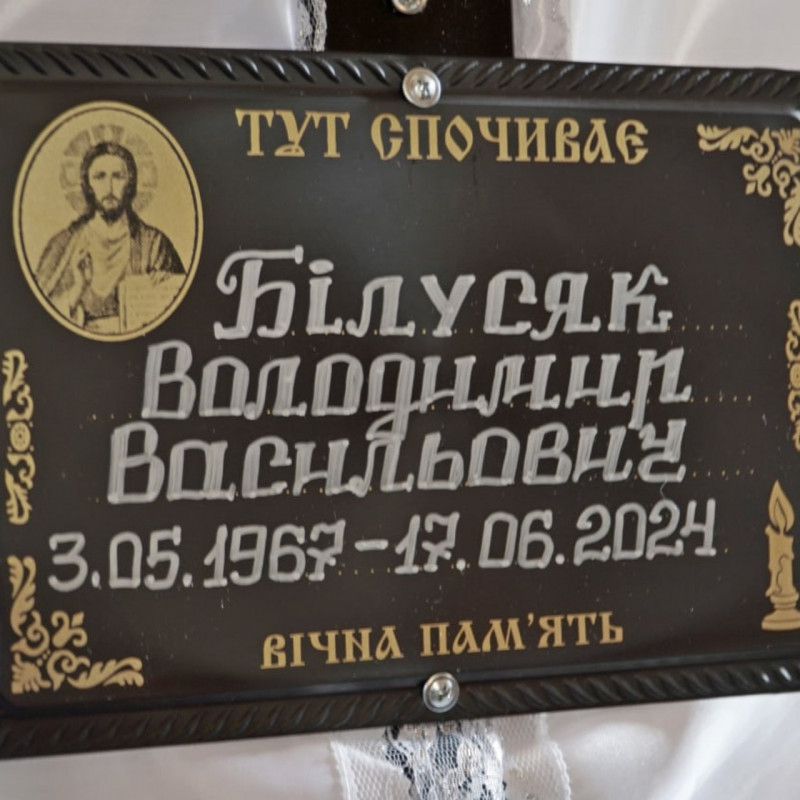 ТУТ СПОЧИВАЄ
Білусяк
Володимир
Васильович
3.05.1967-17.06.2024
ВІЧНА ПАМ'ЯТЬ